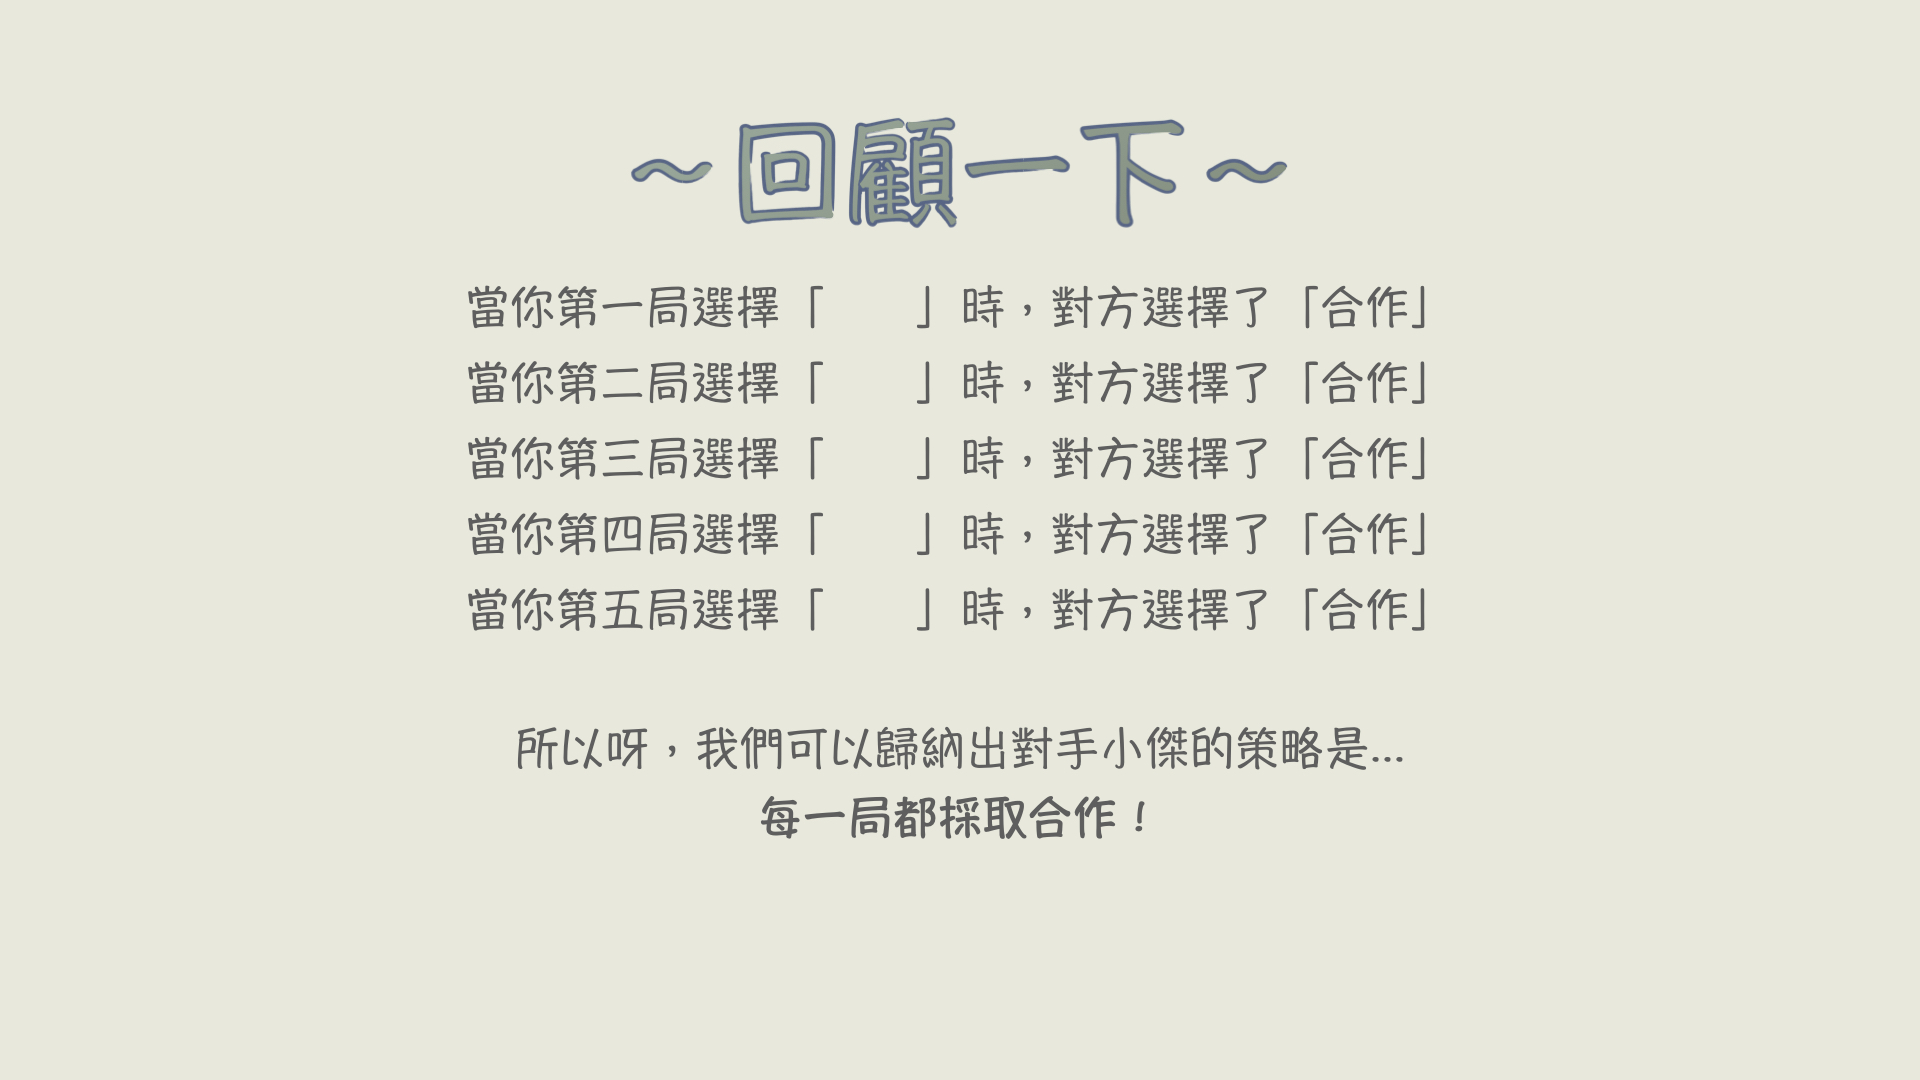 ～回顧一下～
當你第一局選擇「　　」時，對方選擇了「合作」
當你第二局選擇「　　」時，對方選擇了「合作」
當你第三局選擇「　　」時，對方選擇了「合作」
當你第四局選擇「　　」時，對方選擇了「合作」
當你第五局選擇「　　」時，對方選擇了「合作」
所以呀，我們可以歸納出對手小傑的策略是...
每一局都採取合作！